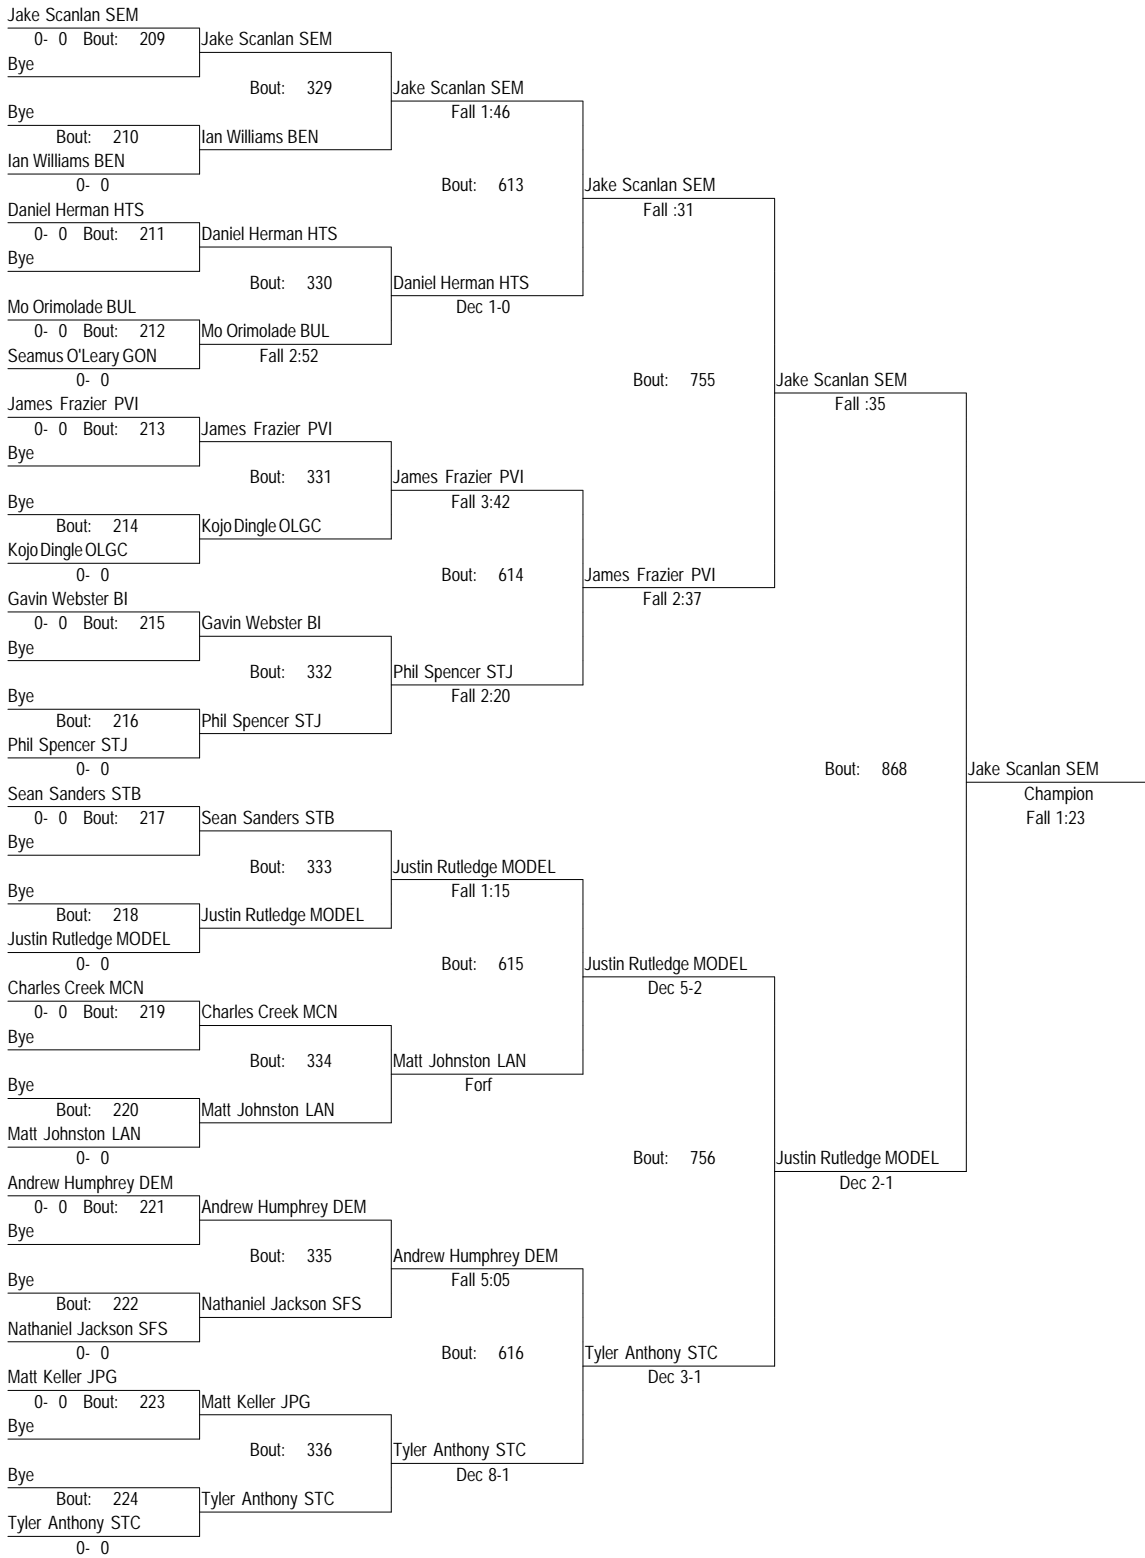 Jake Scanlan SEM
0- 0 Bout: 209 Jake Scanlan SEM
Bye
Bout: 329 Jake Scanlan SEM
Bye Fall 1:46
Bout: 210 Ian Williams BEN
Ian Williams BEN
0- 0 Bout: 613 Jake Scanlan SEM
Daniel Herman HTS Fall :31
0- 0 Bout: 211 Daniel Herman HTS
Bye
Bout: 330 Daniel Herman HTS
Mo Orimolade BUL Dec 1-0
0- 0 Bout: 212 Mo Orimolade BUL
Seamus O'Leary GON Fall 2:52
0- 0 Bout: 755 Jake Scanlan SEM
James Frazier PVI Fall :35
0- 0 Bout: 213 James Frazier PVI
Bye
Bout: 331 James Frazier PVI
Bye Fall 3:42
Bout: 214 Kojo Dingle OLGC
Kojo Dingle OLGC
0- 0 Bout: 614 James Frazier PVI
Gavin Webster BI Fall 2:37
0- 0 Bout: 215 Gavin Webster BI
Bye
Bout: 332 Phil Spencer STJ
Bye Fall 2:20
Bout: 216 Phil Spencer STJ
Phil Spencer STJ
0- 0 Bout: 868 Jake Scanlan SEM
Sean Sanders STB Champion
0- 0 Bout: 217 Sean Sanders STB Fall 1:23
Bye
Bout: 333 Justin Rutledge MODEL
Bye Fall 1:15
Bout: 218 Justin Rutledge MODEL
Justin Rutledge MODEL
0- 0 Bout: 615 Justin Rutledge MODEL
Charles Creek MCN Dec 5-2
0- 0 Bout: 219 Charles Creek MCN
Bye
Bout: 334 Matt Johnston LAN
Bye Forf
Bout: 220 Matt Johnston LAN
Matt Johnston LAN
0- 0 Bout: 756 Justin Rutledge MODEL
Andrew Humphrey DEM Dec 2-1
0- 0 Bout: 221 Andrew Humphrey DEM
Bye
Bout: 335 Andrew Humphrey DEM
Bye Fall 5:05
Bout: 222 Nathaniel Jackson SFS
Nathaniel Jackson SFS
0- 0 Bout: 616 Tyler Anthony STC
Matt Keller JPG Dec 3-1
0- 0 Bout: 223 Matt Keller JPG
Bye
Bout: 336 Tyler Anthony STC
Bye Dec 8-1
Bout: 224 Tyler Anthony STC
Tyler Anthony STC
0- 0